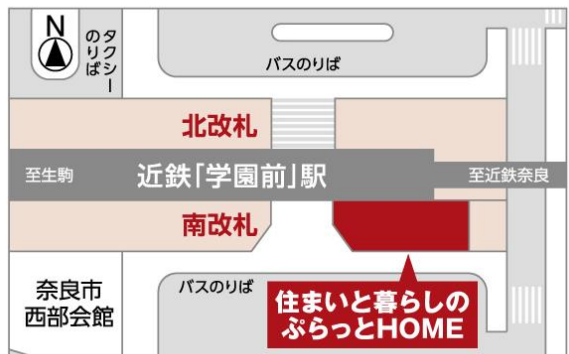 N
タクシー
のりば
バスのりば
北改札
至生駒
近鉄「学園前」駅
至近鉄奈良
南改札
奈良市
西部会館
バスのりば
住まいと暮らしの
ぷらっとHOME